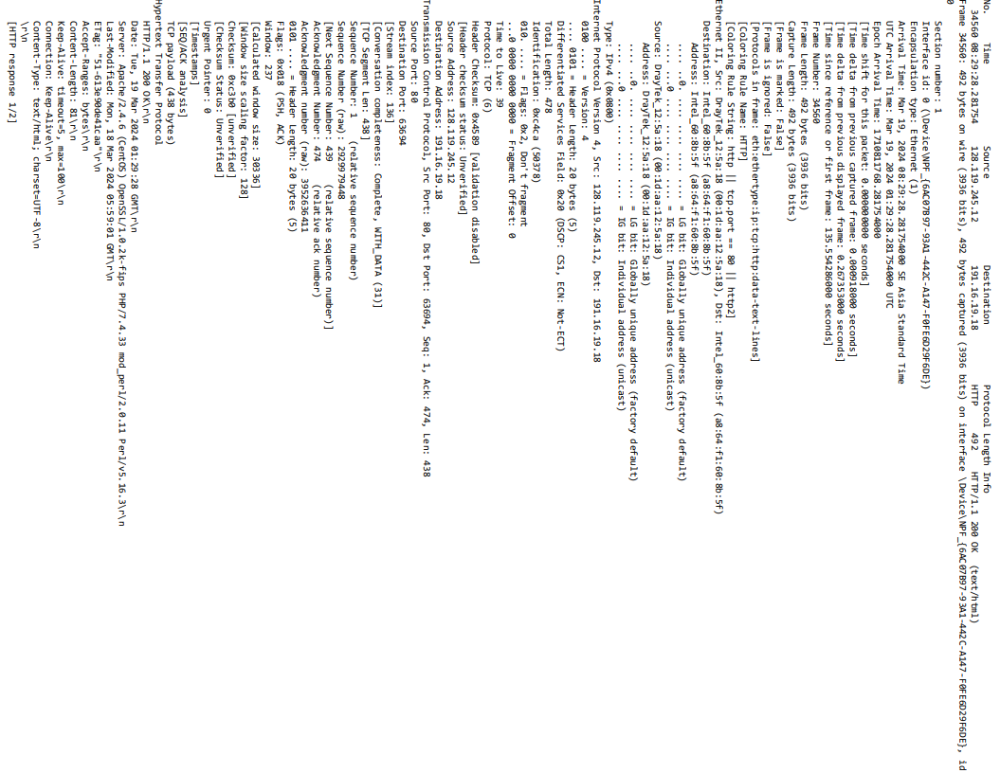 No. Time Source Destination Protocol Length Info
34560 08:29:28.281754 128.119.245.12 191.16.19.18 HTTP 492 HTTP/1.1 200 OK (text/html)
Frame 34560: 492 bytes on wire (3936 bits), 492 bytes captured (3936 bits) on interface \Device\NPF_{6AC07B97-93A1-442C-A147-F0FE6D29F6DE}, id
0
Section number: 1
Interface id: 0 (\Device\NPF_{6AC07B97-93A1-442C-A147-F0FE6D29F6DE})
Encapsulation type: Ethernet (1)
Arrival Time: Mar 19, 2024 08:29:28.281754000 SE Asia Standard Time
UTC Arrival Time: Mar 19, 2024 01:29:28.281754000 UTC
Epoch Arrival Time: 1710811768.281754000
[Time shift for this packet: 0.000000000 seconds]
[Time delta from previous captured frame: 0.000918000 seconds]
[Time delta from previous displayed frame: 0.267353000 seconds]
[Time since reference or first frame: 135.554286000 seconds]
Frame Number: 34560
Frame Length: 492 bytes (3936 bits)
Capture Length: 492 bytes (3936 bits)
[Frame is marked: False]
[Frame is ignored: False]
[Protocols in frame: eth:ethertype:ip:tcp:http:data-text-lines]
[Coloring Rule Name: HTTP]
[Coloring Rule String: http || tcp.port == 80 || http2]
Ethernet II, Src: DrayTek_12:5a:18 (00:1d:aa:12:5a:18), Dst: Intel_60:8b:5f (a8:64:f1:60:8b:5f)
Destination: Intel_60:8b:5f (a8:64:f1:60:8b:5f)
Address: Intel_60:8b:5f (a8:64:f1:60:8b:5f)
.... ..0. .... .... .... .... = LG bit: Globally unique address (factory default)
.... ...0 .... .... .... .... = IG bit: Individual address (unicast)
Source: DrayTek_12:5a:18 (00:1d:aa:12:5a:18)
Address: DrayTek_12:5a:18 (00:1d:aa:12:5a:18)
.... ..0. .... .... .... .... = LG bit: Globally unique address (factory default)
.... ...0 .... .... .... .... = IG bit: Individual address (unicast)
Type: IPv4 (0x0800)
Internet Protocol Version 4, Src: 128.119.245.12, Dst: 191.16.19.18
0100 .... = Version: 4
.... 0101 = Header Length: 20 bytes (5)
Differentiated Services Field: 0x20 (DSCP: CS1, ECN: Not-ECT)
Total Length: 478
Identification: 0xc4ca (50378)
010. .... = Flags: 0x2, Don't fragment
...0 0000 0000 0000 = Fragment Offset: 0
Time to Live: 39
Protocol: TCP (6)
Header Checksum: 0x4589 [validation disabled]
[Header checksum status: Unverified]
Source Address: 128.119.245.12
Destination Address: 191.16.19.18
Transmission Control Protocol, Src Port: 80, Dst Port: 63694, Seq: 1, Ack: 474, Len: 438
Source Port: 80
Destination Port: 63694
[Stream index: 136]
[Conversation completeness: Complete, WITH_DATA (31)]
[TCP Segment Len: 438]
Sequence Number: 1 (relative sequence number)
Sequence Number (raw): 2929979448
[Next Sequence Number: 439 (relative sequence number)]
Acknowledgment Number: 474 (relative ack number)
Acknowledgment number (raw): 3992636411
0101 .... = Header Length: 20 bytes (5)
Flags: 0x018 (PSH, ACK)
Window: 237
[Calculated window size: 30336]
[Window size scaling factor: 128]
Checksum: 0xc300 [unverified]
[Checksum Status: Unverified]
Urgent Pointer: 0
[Timestamps]
[SEQ/ACK analysis]
TCP payload (438 bytes)
Hypertext Transfer Protocol
HTTP/1.1 200 OK\r\n
Date: Tue, 19 Mar 2024 01:29:28 GMT\r\n
Server: Apache/2.4.6 (CentOS) OpenSSL/1.0.2k-fips PHP/7.4.33 mod_perl/2.0.11 Perl/v5.16.3\r\n
Last-Modified: Mon, 18 Mar 2024 05:59:01 GMT\r\n
ETag: "51-613e90de41caa"\r\n
Accept-Ranges: bytes\r\n
Content-Length: 81\r\n
Keep-Alive: timeout=5, max=100\r\n
Connection: Keep-Alive\r\n
Content-Type: text/html; charset=UTF-8\r\n
\r\n
[HTTP response 1/2]